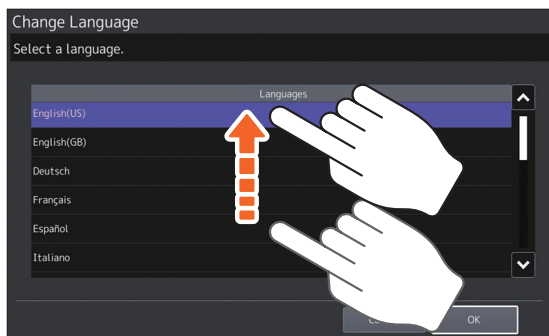 Change Language
Select a language.
Languages
English(US)
English(GB)
Deutsch
Français
Español
Italiano
OK